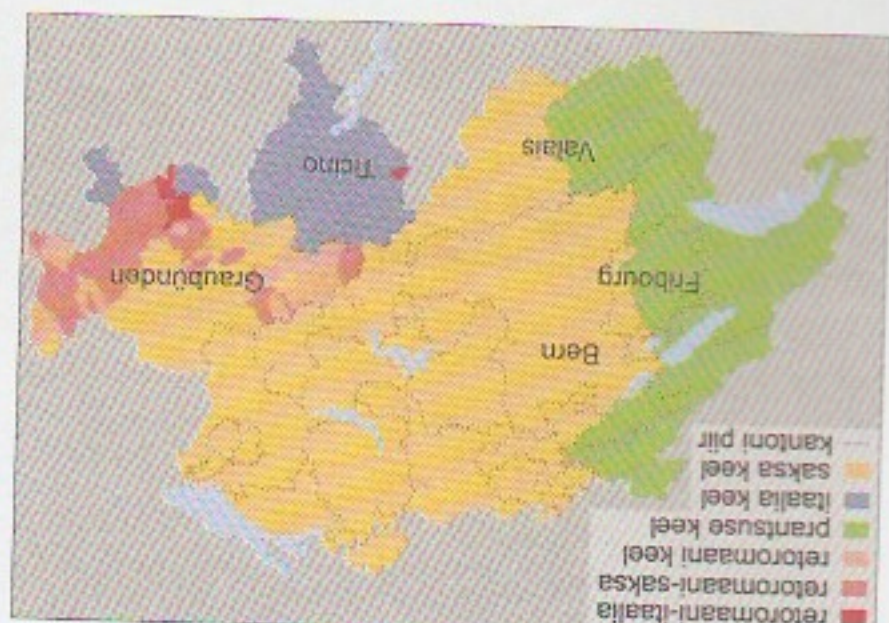 retoromaani-itaalia
retoromaani-saksa
retoromaani keel
prantsuse keel
itaalia keel
saksa keel
kantoni piir
Bern
Fribourg
Graubünden
Valais
Ticino